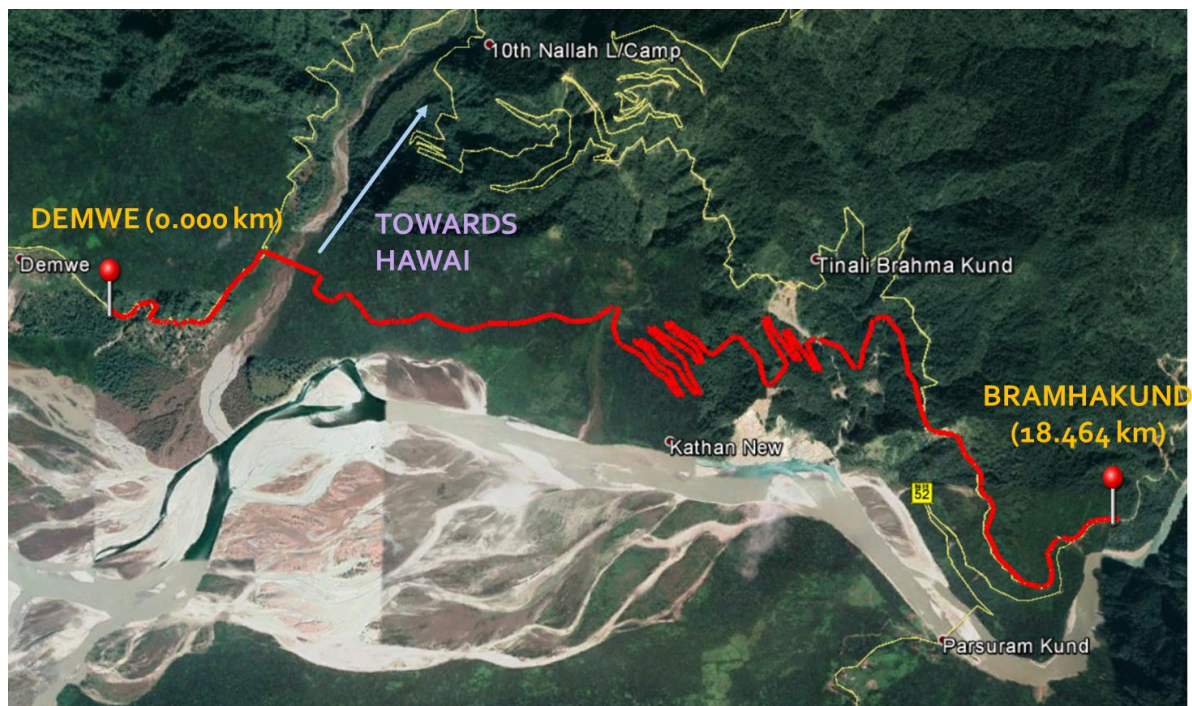 10th Nallah L/Camp
DEMWE (0.000 km)
TOWARDS
HAWAI
Demwe
Tinali Brahma Kund
BRAMHAKUND
(18.464 km)
Kathan New
52
Parsuram Kund